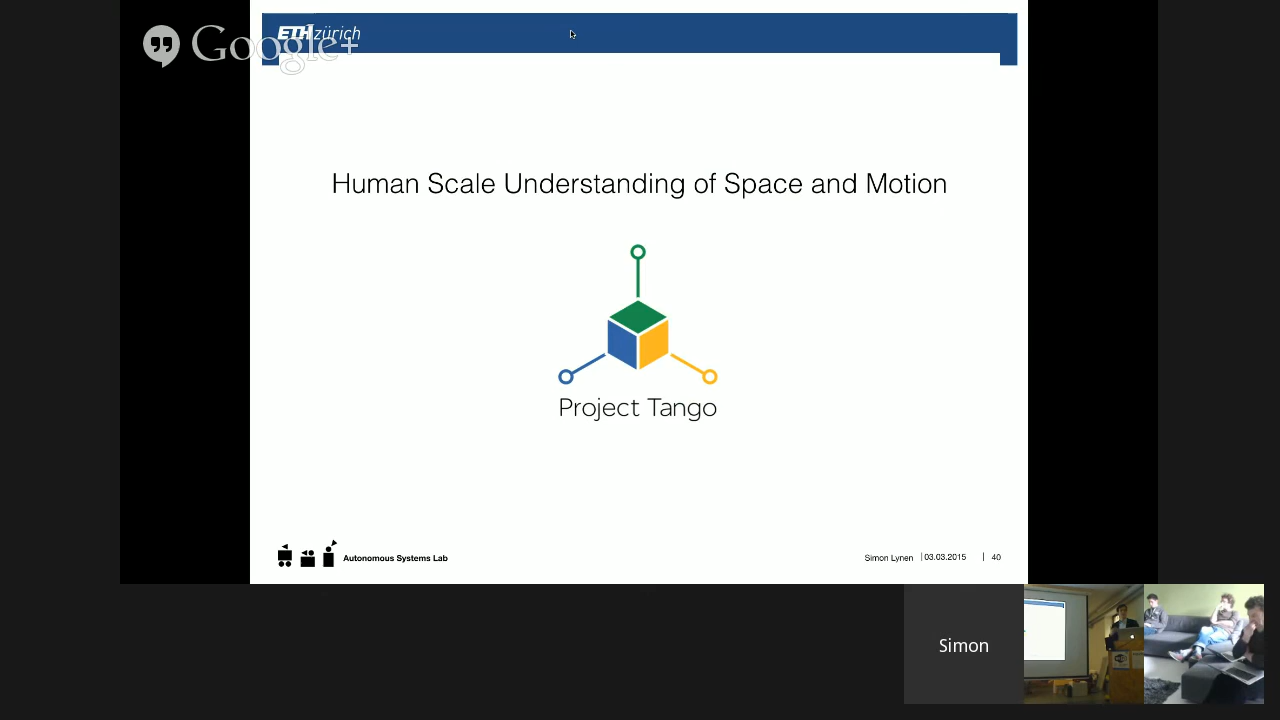 ETH zürich
Google+
Human Scale Understanding of Space and Motion
Project Tango
Autonomous Systems Lab
Simon Lynen | 03.03.2015 | 40
Simon